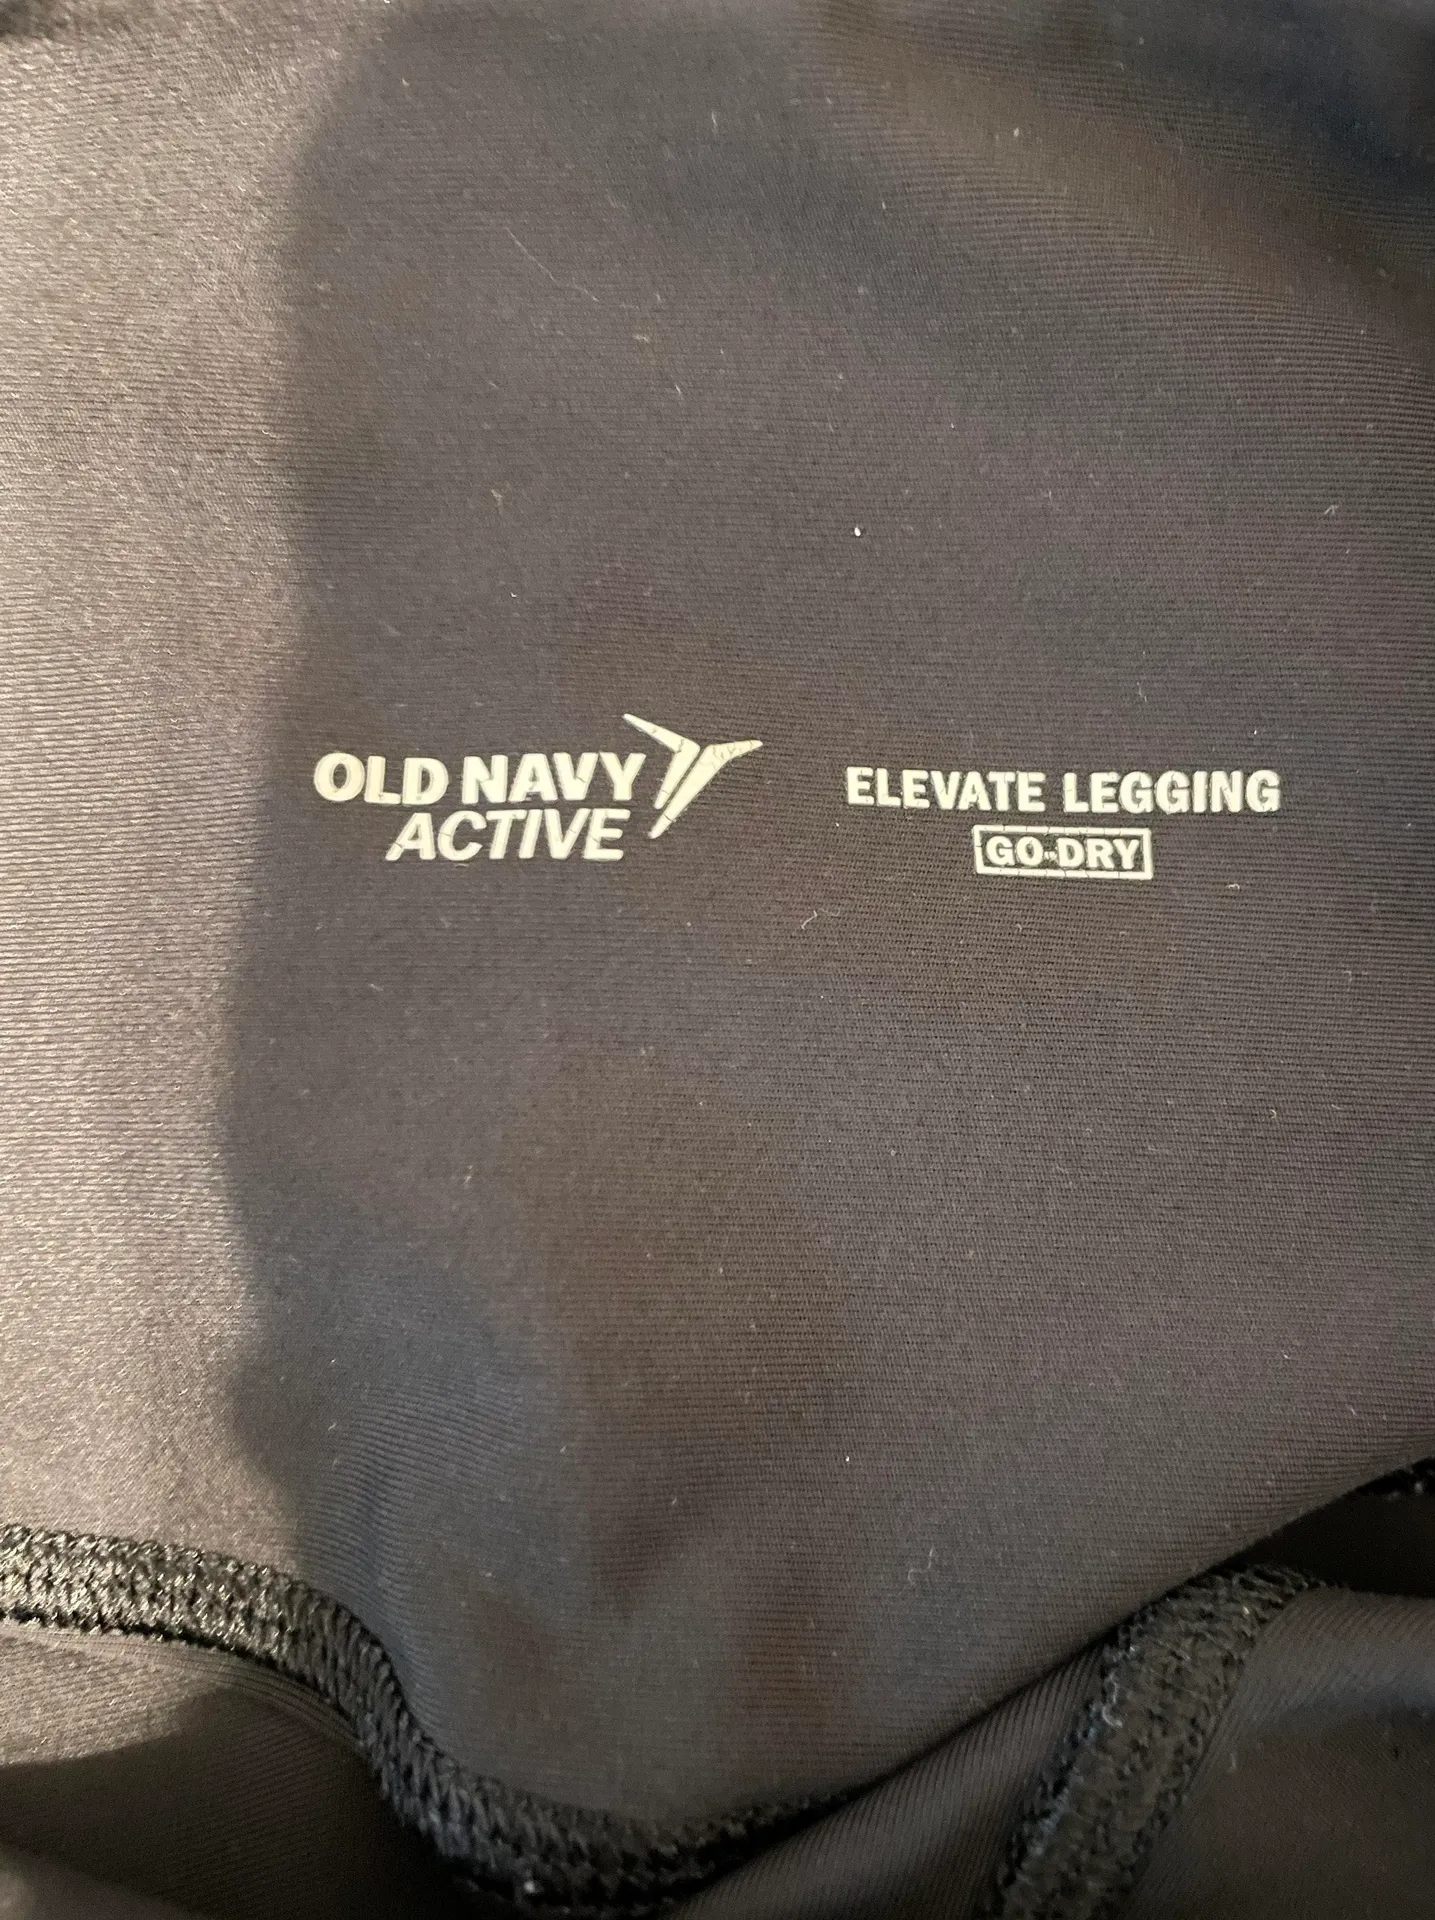 OLD NAVY
ACTIVE
ELEVATE LEGGING
GO-DRY